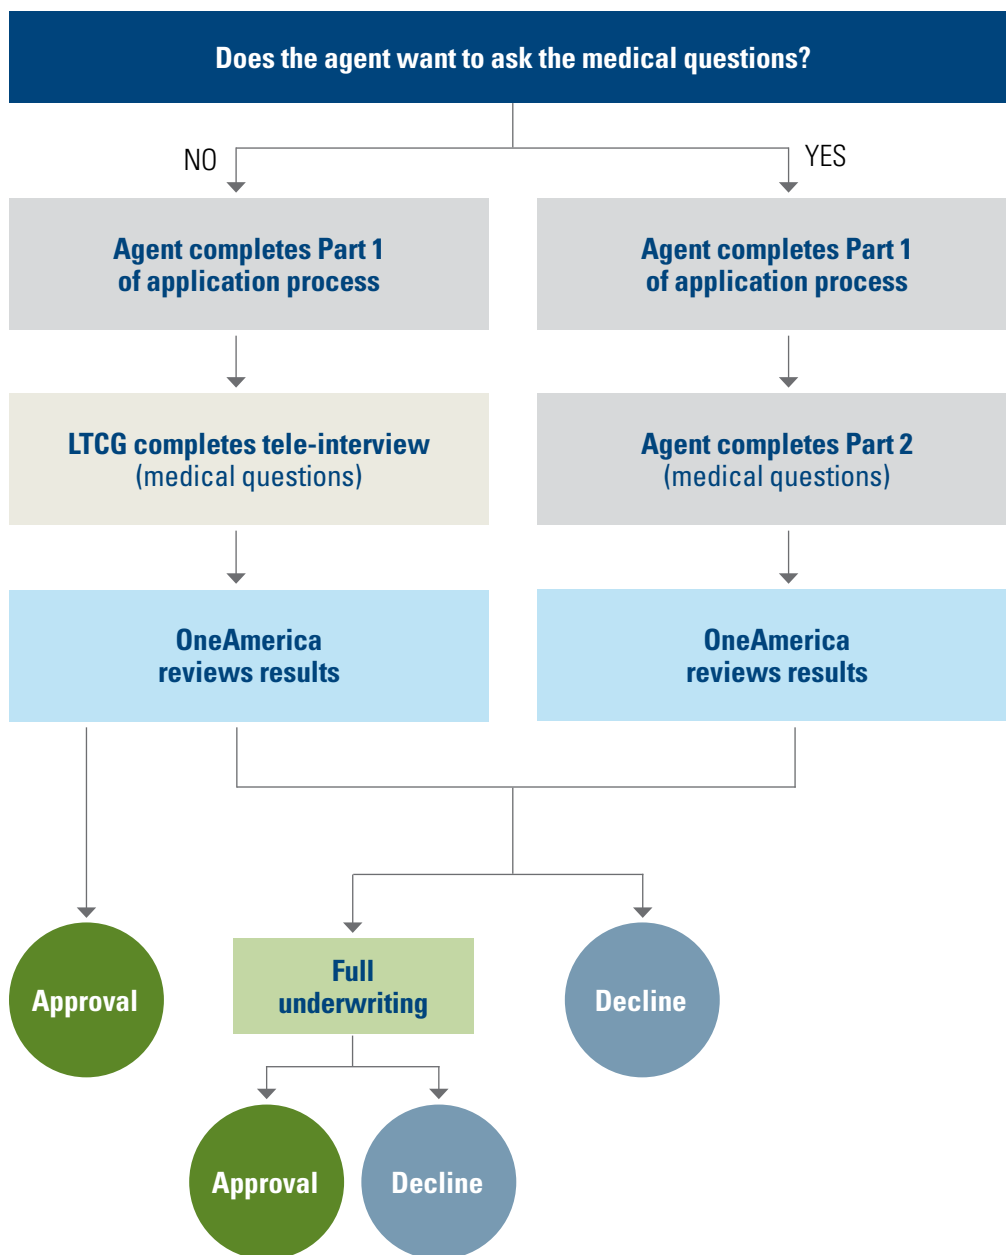 Does the agent want to ask the medical questions?
NO
YES
Agent completes Part 1
of application process
Agent completes Part 1
of application process
LTCG completes tele-interview
(medical questions)
Agent completes Part 2
(medical questions)
OneAmerica
reviews results
OneAmerica
reviews results
Approval
Full
underwriting
Decline
Approval
Decline